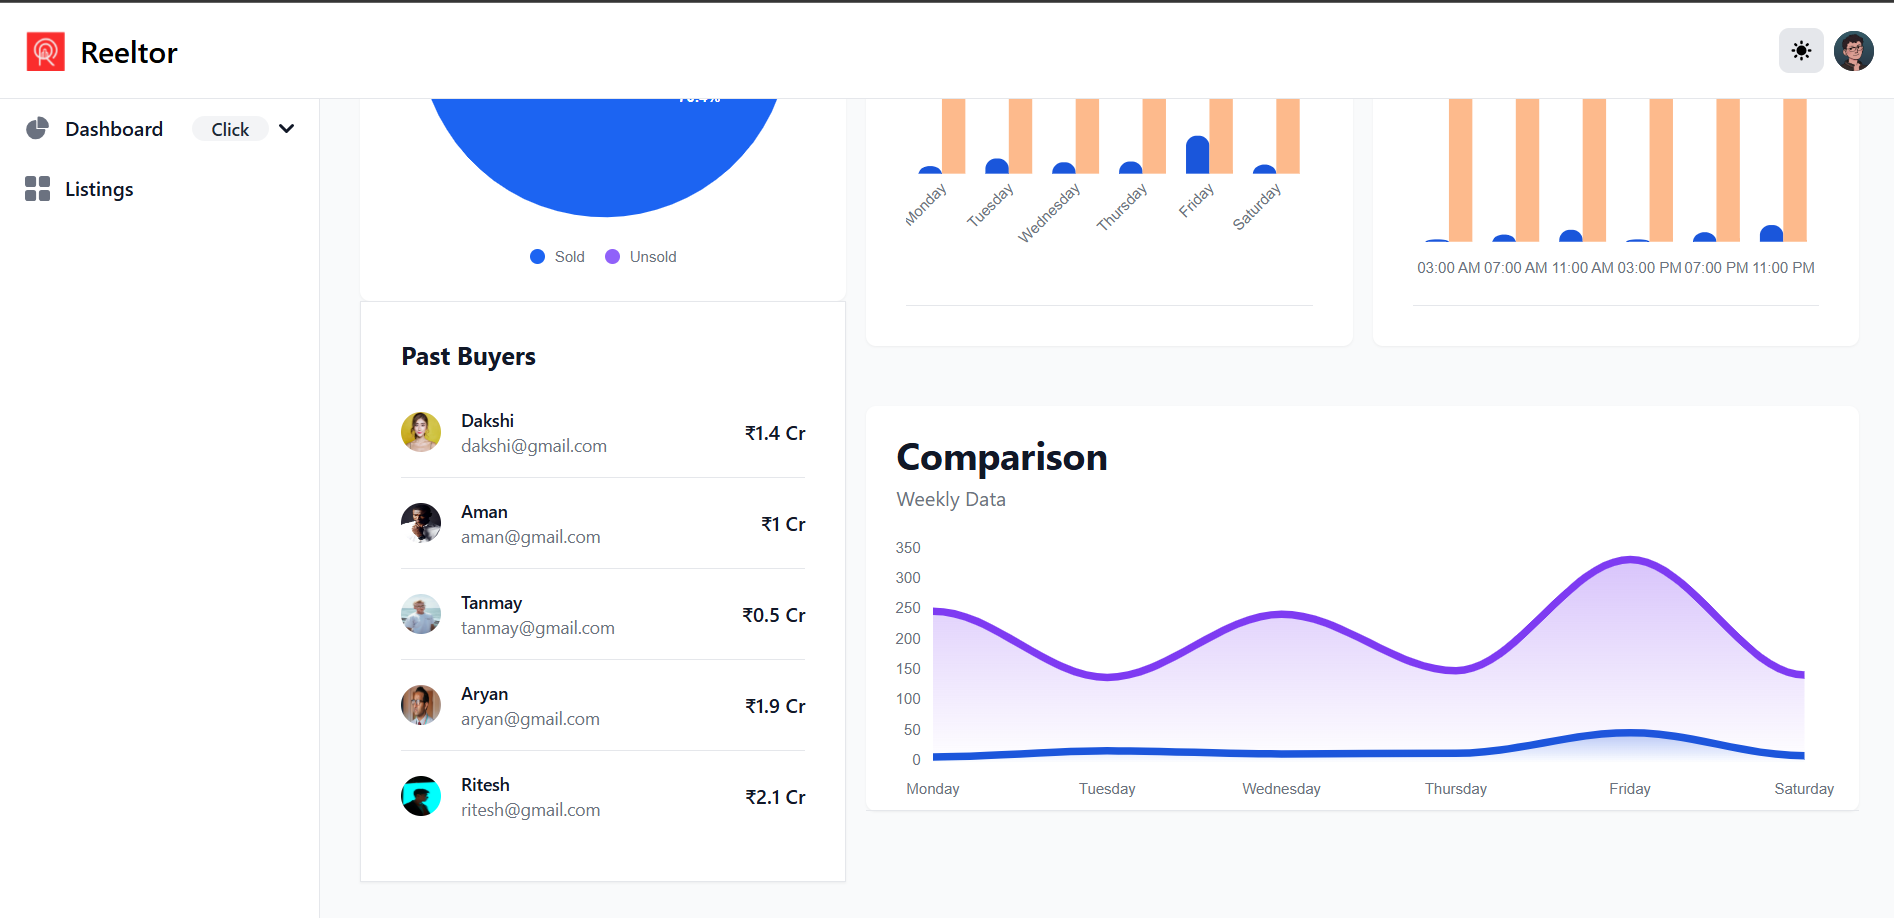 Reeltor
Dashboard Click
Listings
Sold Unsold
Monday Tuesday Wednesday Thursday Friday Saturday
03:00 AM 07:00 AM 11:00 AM 03:00 PM 07:00 PM 11:00 PM
Past Buyers
Dakshi
dakshi@gmail.com
₹1.4 Cr
Aman
aman@gmail.com
₹1 Cr
Tanmay
tanmay@gmail.com
₹0.5 Cr
Aryan
aryan@gmail.com
₹1.9 Cr
Ritesh
ritesh@gmail.com
₹2.1 Cr
Comparison
Weekly Data
350
300
250
200
150
100
50
0
Monday Tuesday Wednesday Thursday Friday Saturday